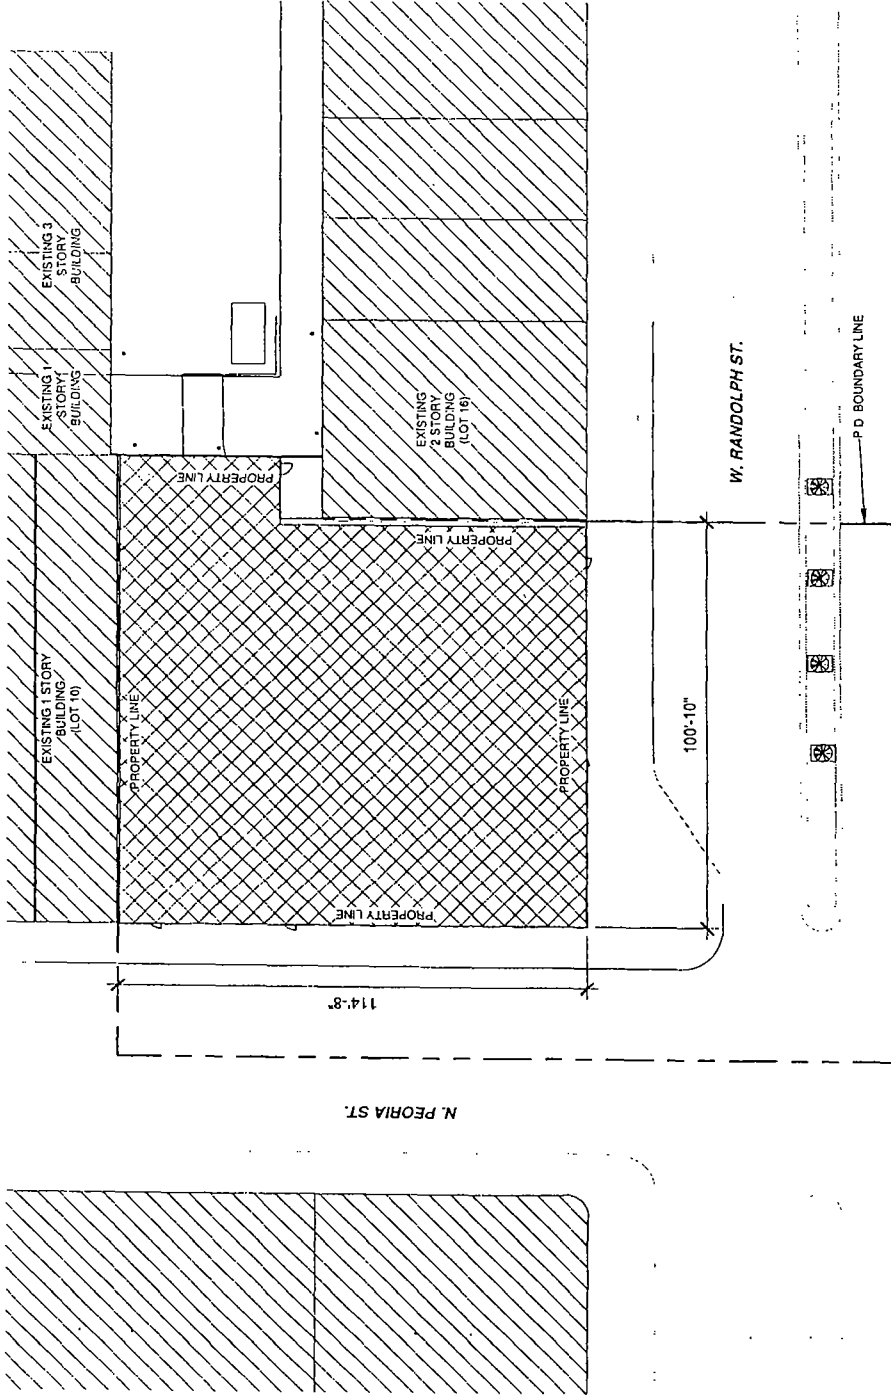 EXISTING 3
STORY
BUILDING
EXISTING 1
STORY
BUILDING
EXISTING 1 STORY
BUILDING
(LOT 10)
EXISTING
2 STORY
BUILDING
(LOT 16)
PROPERTY LINE
PROPERTY LINE
PROPERTY LINE
PROPERTY LINE
PROPERTY LINE
W. RANDOLPH ST.
P D BOUNDARY LINE
100'-10"
114'-8"
N. PEORIA ST.